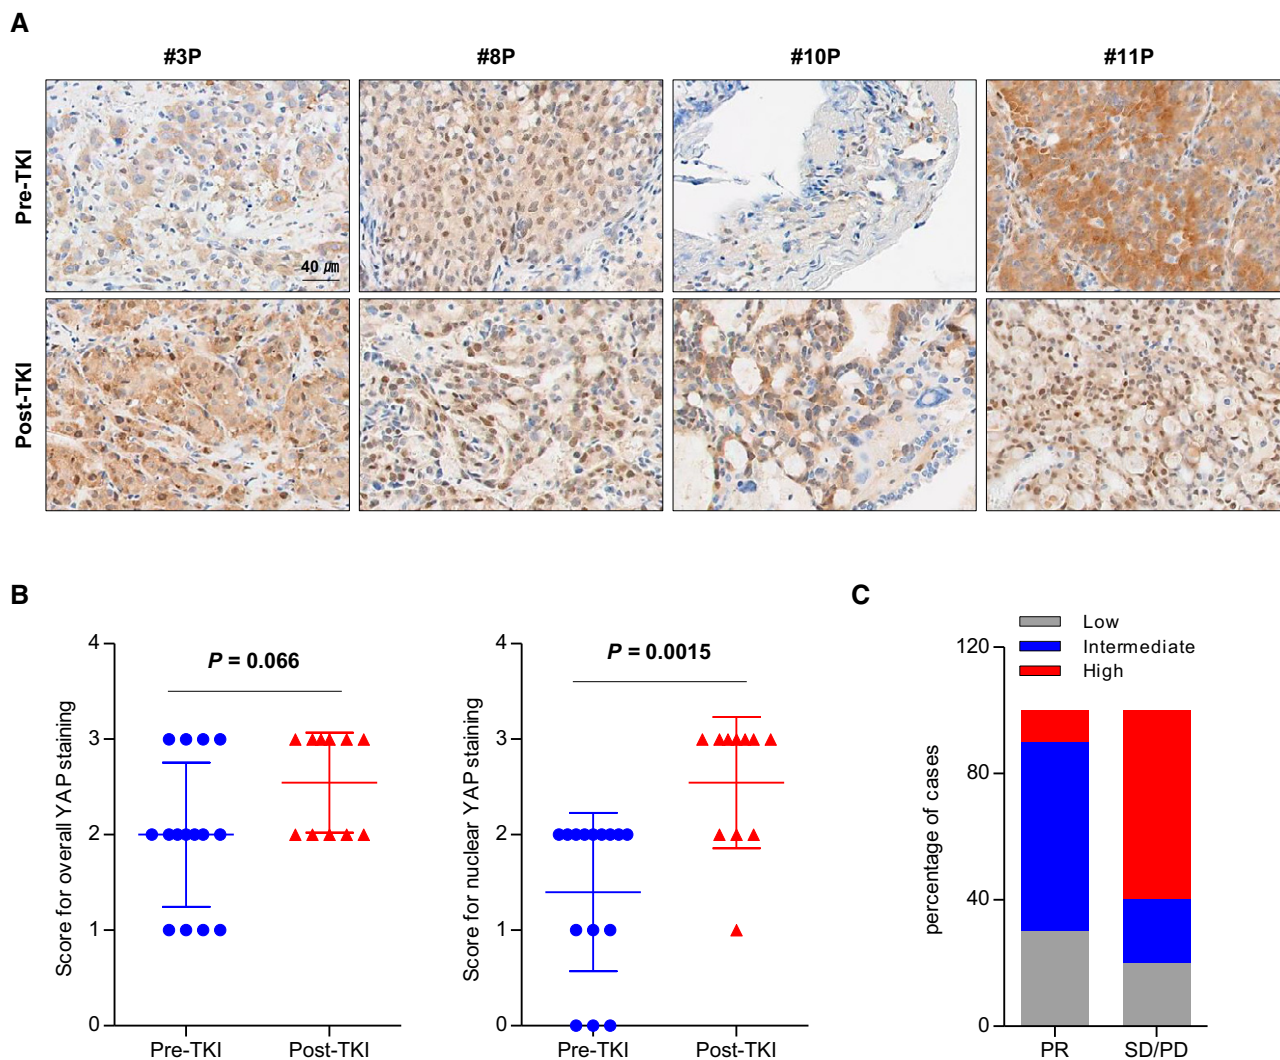 A
#3P #8P #10P #11P
Pre-TKI
40 ㎛
Post-TKI
B
Score for overall YAP staining
4
3
2
1
0
P = 0.066
Pre-TKI Post-TKI
Score for nuclear YAP staining
4
3
2
1
0
P = 0.0015
Pre-TKI Post-TKI
C
Low
Intermediate
High
percentage of cases
120
80
40
0
PR SD/PD